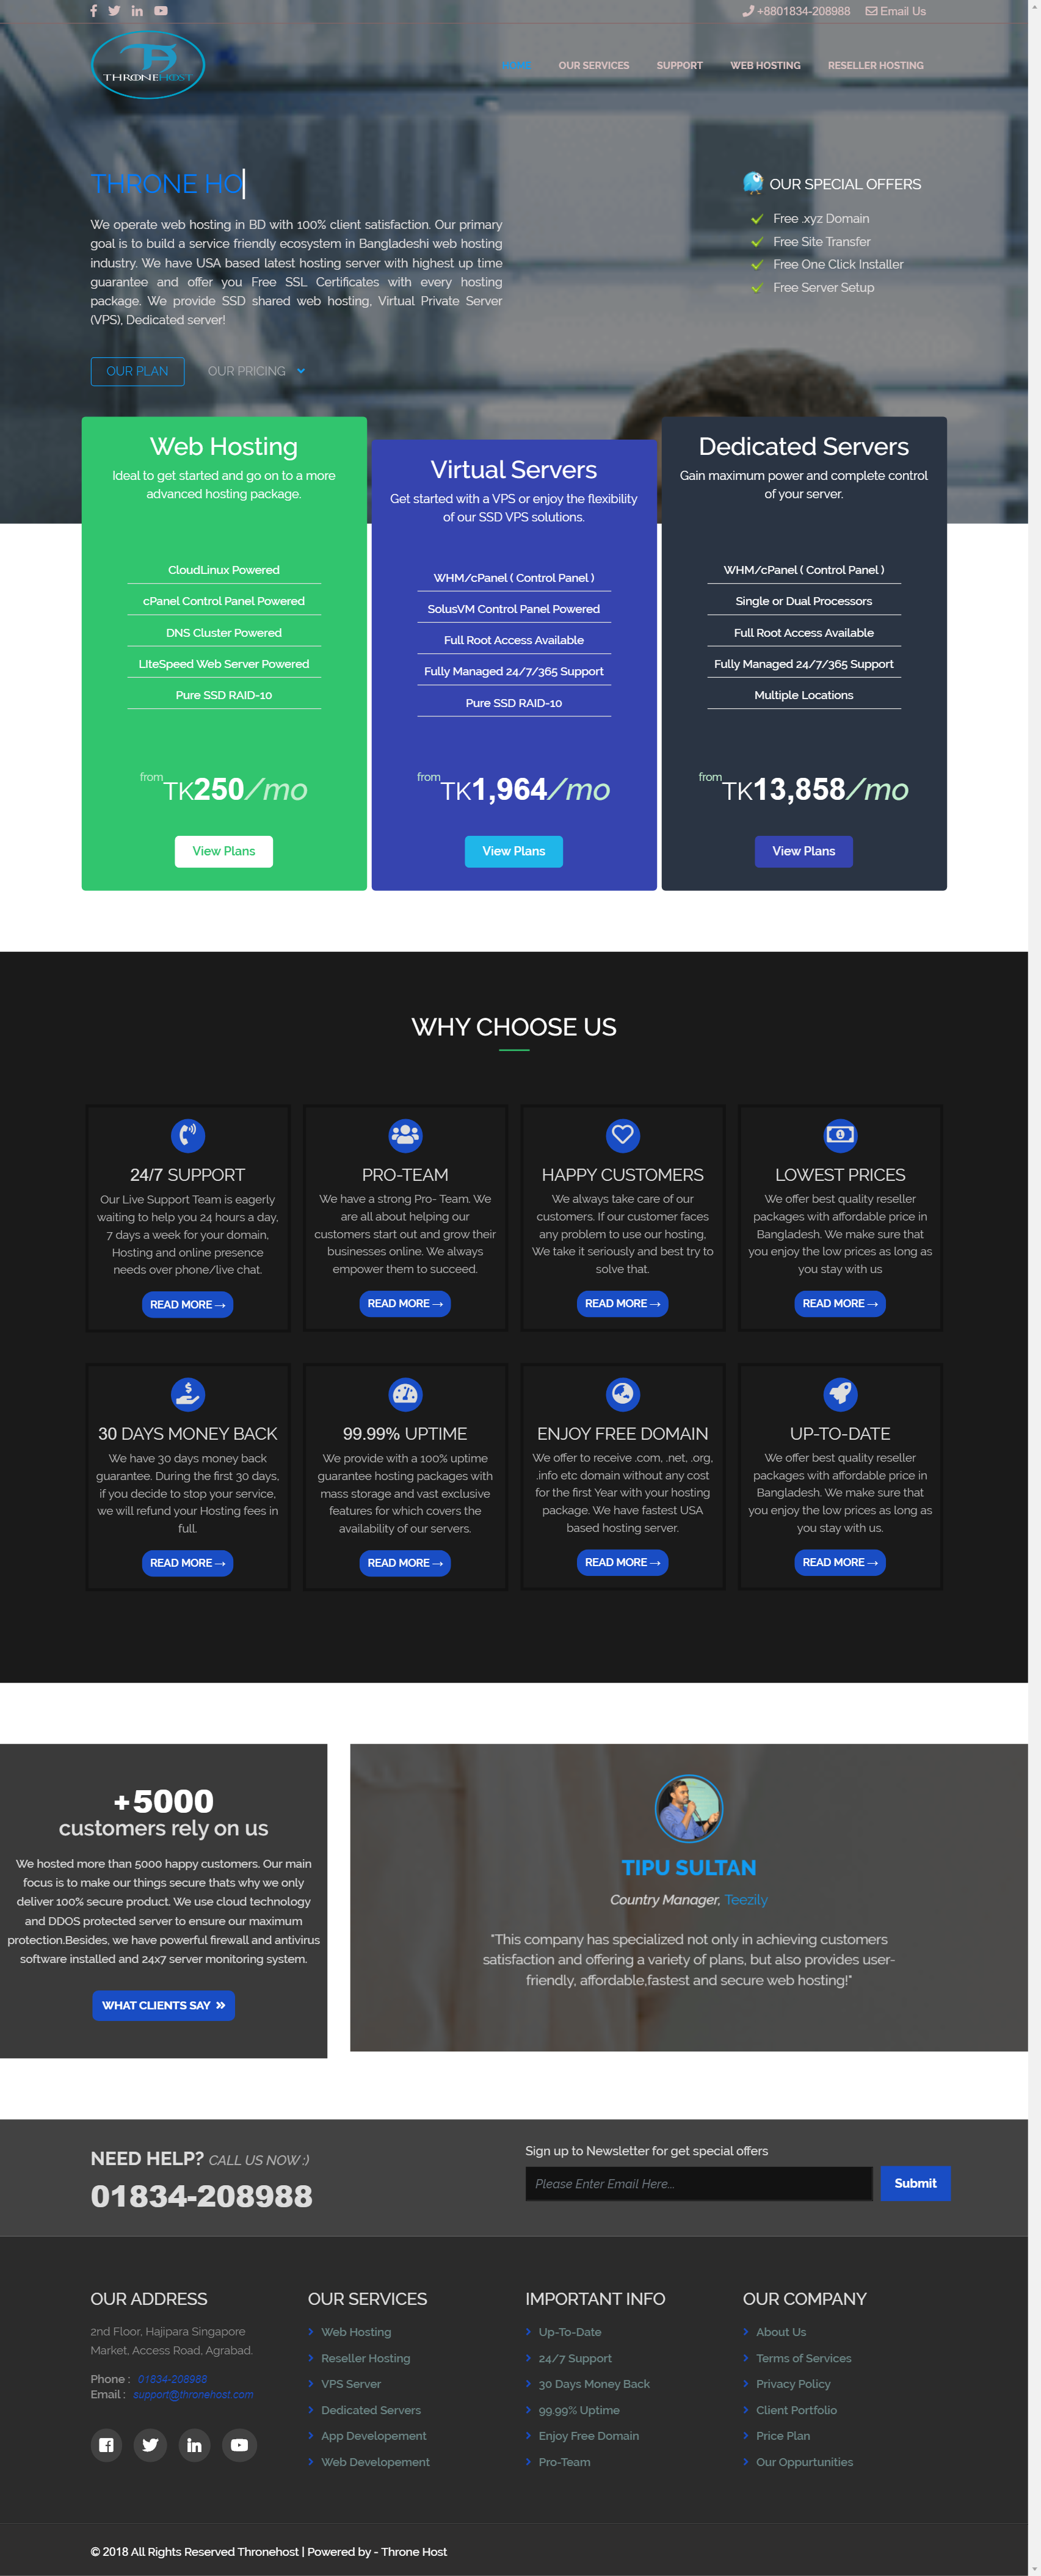 +8801834-208988 Email Us
THRONEHOST
HOME OUR SERVICES SUPPORT WEB HOSTING RESELLER HOSTING
THRONE HO
We operate web hosting in BD with 100% client satisfaction. Our primary
goal is to build a service friendly ecosystem in Bangladeshi web hosting
industry. We have USA based latest hosting server with highest up time
guarantee and offer you Free SSL Certificates with every hosting
package. We provide SSD shared web hosting, Virtual Private Server
(VPS), Dedicated server!
OUR PLAN OUR PRICING
OUR SPECIAL OFFERS
Free .xyz Domain
Free Site Transfer
Free One Click Installer
Free Server Setup
Web Hosting
Ideal to get started and go on to a more
advanced hosting package.
CloudLinux Powered
cPanel Control Panel Powered
DNS Cluster Powered
LIteSpeed Web Server Powered
Pure SSD RAID-10
from TK250/mo
View Plans
Virtual Servers
Get started with a VPS or enjoy the flexibility
of our SSD VPS solutions.
WHM/cPanel ( Control Panel )
SolusVM Control Panel Powered
Full Root Access Available
Fully Managed 24/7/365 Support
Pure SSD RAID-10
from TK1,964/mo
View Plans
Dedicated Servers
Gain maximum power and complete control
of your server.
WHM/cPanel ( Control Panel )
Single or Dual Processors
Full Root Access Available
Fully Managed 24/7/365 Support
Multiple Locations
from TK13,858/mo
View Plans
WHY CHOOSE US
24/7 SUPPORT
Our Live Support Team is eagerly
waiting to help you 24 hours a day,
7 days a week for your domain,
Hosting and online presence
needs over phone/live chat.
READ MORE →
PRO-TEAM
We have a strong Pro- Team. We
are all about helping our
customers start out and grow their
businesses online. We always
empower them to succeed.
READ MORE →
HAPPY CUSTOMERS
We always take care of our
customers. If our customer faces
any problem to use our hosting,
We take it seriously and best try to
solve that.
READ MORE →
LOWEST PRICES
We offer best quality reseller
packages with affordable price in
Bangladesh. We make sure that
you enjoy the low prices as long as
you stay with us
READ MORE →
30 DAYS MONEY BACK
We have 30 days money back
guarantee. During the first 30 days,
if you decide to stop your service,
we will refund your Hosting fees in
full.
READ MORE →
99.99% UPTIME
We provide with a 100% uptime
guarantee hosting packages with
mass storage and vast exclusive
features for which covers the
availability of our servers.
READ MORE →
ENJOY FREE DOMAIN
We offer to receive .com, .net, .org,
.info etc domain without any cost
for the first Year with your hosting
package. We have fastest USA
based hosting server.
READ MORE →
UP-TO-DATE
We offer best quality reseller
packages with affordable price in
Bangladesh. We make sure that
you enjoy the low prices as long as
you stay with us.
READ MORE →
+5000
customers rely on us
We hosted more than 5000 happy customers. Our main
focus is to make our things secure thats why we only
deliver 100% secure product. We use cloud technology
and DDOS protected server to ensure our maximum
protection.Besides, we have powerful firewall and antivirus
software installed and 24x7 server monitoring system.
WHAT CLIENTS SAY »
TIPU SULTAN
Country Manager, Teezily
"This company has specialized not only in achieving customers
satisfaction and offering a variety of plans, but also provides user-
friendly, affordable,fastest and secure web hosting!"
NEED HELP? CALL US NOW :)
01834-208988
Sign up to Newsletter for get special offers
Please Enter Email Here... Submit
OUR ADDRESS
2nd Floor, Hajipara Singapore
Market, Access Road, Agrabad.
Phone : 01834-208988
Email : support@thronehost.com
OUR SERVICES
Web Hosting
Reseller Hosting
VPS Server
Dedicated Servers
App Developement
Web Developement
IMPORTANT INFO
Up-To-Date
24/7 Support
30 Days Money Back
99.99% Uptime
Enjoy Free Domain
Pro-Team
OUR COMPANY
About Us
Terms of Services
Privacy Policy
Client Portfolio
Price Plan
Our Oppurtunities
© 2018 All Rights Reserved Thronehost | Powered by - Throne Host